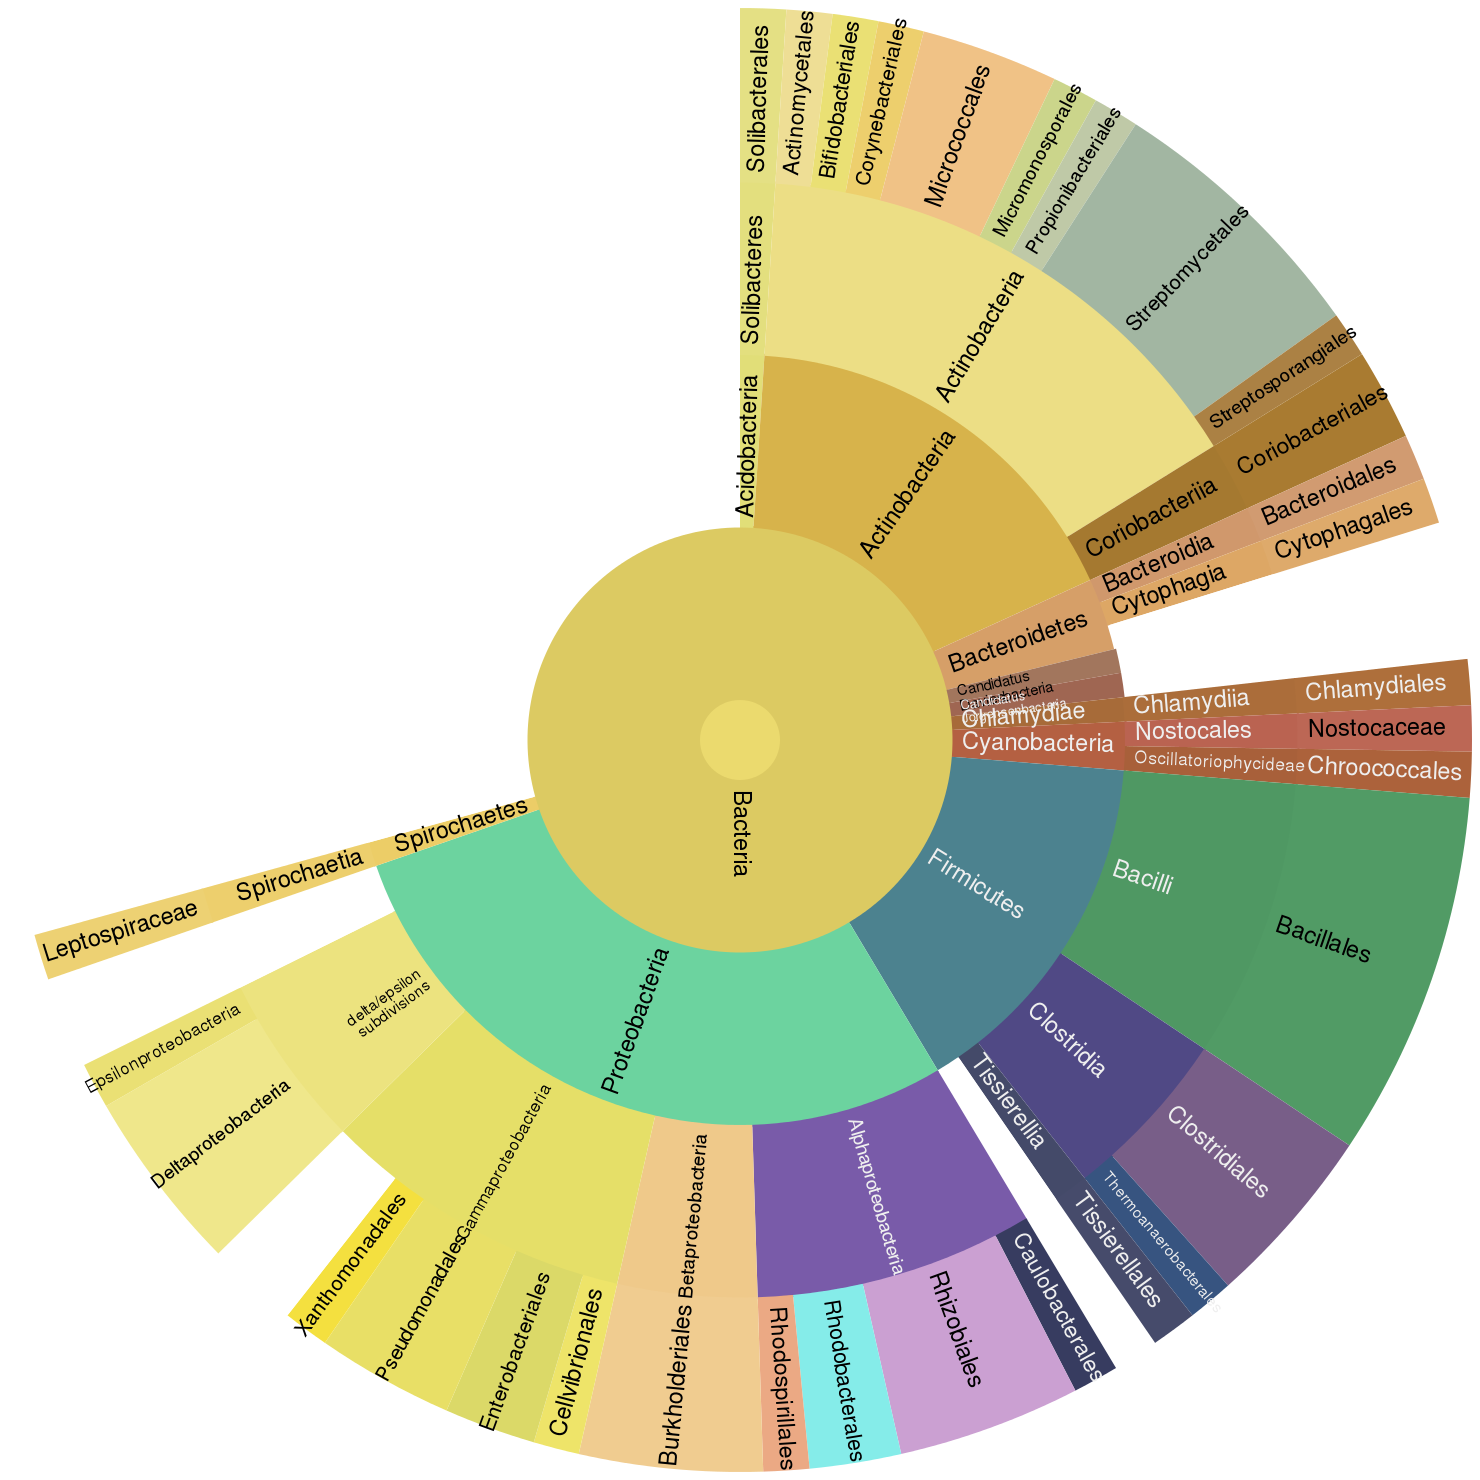 Solibacterales
Actinomycetales
Bifidobacteriales
Corynebacteriales
Micrococcales
Micromonosporales
Propionibacteriales
Streptomycetales
Streptosporangiales
Coriobacteriales
Bacteroidales
Cytophagales
Solibacteres
Actinobacteria
Coriobacteriia
Bacteroidia
Cytophagia
Acidobacteria
Actinobacteria
Bacteroidetes
Candidatus
Candidatus
Chlamydiae
Chlamydiia
Chlamydiales
Cyanobacteria
Nostocales
Nostocaceae
Oscillatoriophycideae
Chroococcales
Bacteria
Firmicutes
Bacilli
Bacillales
Clostridia
Clostridiales
Thermoanaerobacterales
Tissierellia
Tissierellales
Proteobacteria
Alphaproteobacteria
Caulobacterales
Rhizobiales
Rhodobacterales
Rhodospirillales
Betaproteobacteria
Burkholderiales
Gammaproteobacteria
Cellvibrionales
Enterobacteriales
Pseudomonadales
Xanthomonadales
delta/epsilon
subdivisions
Deltaproteobacteria
Epsilonproteobacteria
Spirochaetes
Spirochaetia
Leptospiraceae